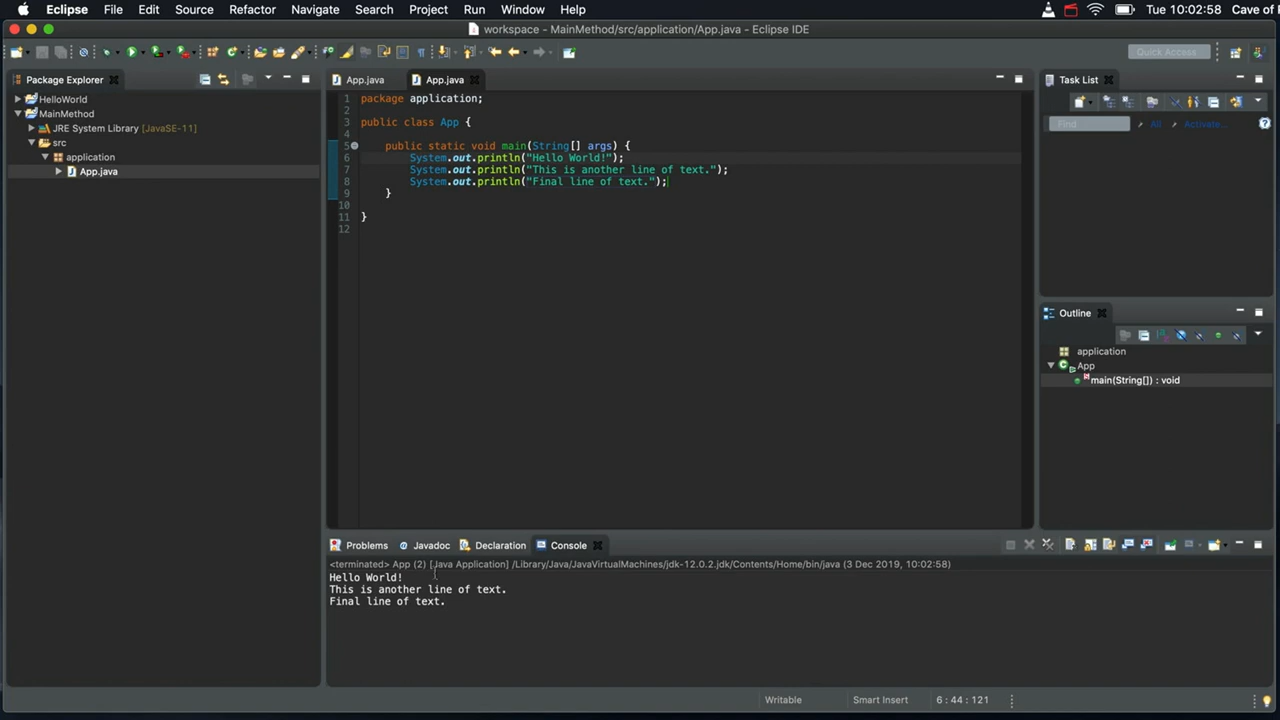 Eclipse File Edit Source Refactor Navigate Search Project Run Window Help Tue 10:02:58 Cave of
workspace - MainMethod/src/application/App.java - Eclipse IDE
Quick Access
Package Explorer
HelloWorld
MainMethod
JRE System Library [JavaSE-11]
src
application
App.java
App.java App.java
1 package application;
2
3 public class App {
4
5 public static void main(String[] args) {
6 System.out.println("Hello World!");
7 System.out.println("This is another line of text.");
8 System.out.println("Final line of text.");
9 }
10
11 }
12
Task List
Find All Activate...
Outline
application
App
main(String[]) : void
Problems Javadoc Declaration Console
<terminated> App (2) [Java Application] /Library/Java/JavaVirtualMachines/jdk-12.0.2.jdk/Contents/Home/bin/java (3 Dec 2019, 10:02:58)
Hello World!
This is another line of text.
Final line of text.
Writable Smart Insert 6 : 44 : 121